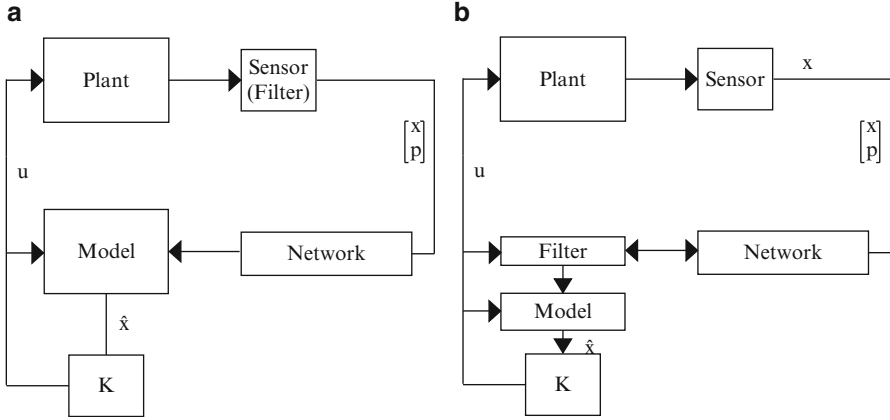 a
Plant
Sensor
(Filter)
[x
p]
u
Model
Network
x̂
K
b
Plant
Sensor
x
[x
p]
u
Filter
Network
Model
x̂
K